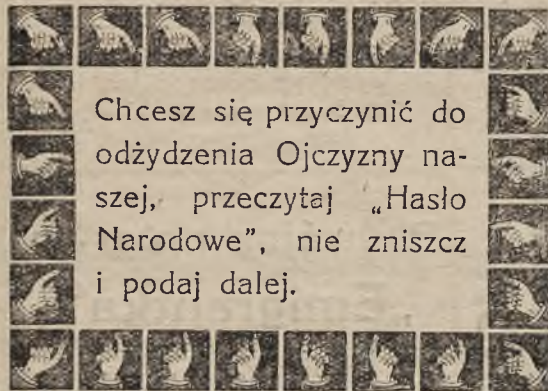 Chcesz się przyczynić do
odżydzenia Ojczyzny na-
szej, przeczytaj „Hasło
Narodowe”, nie zniszcz
i podaj dalej.